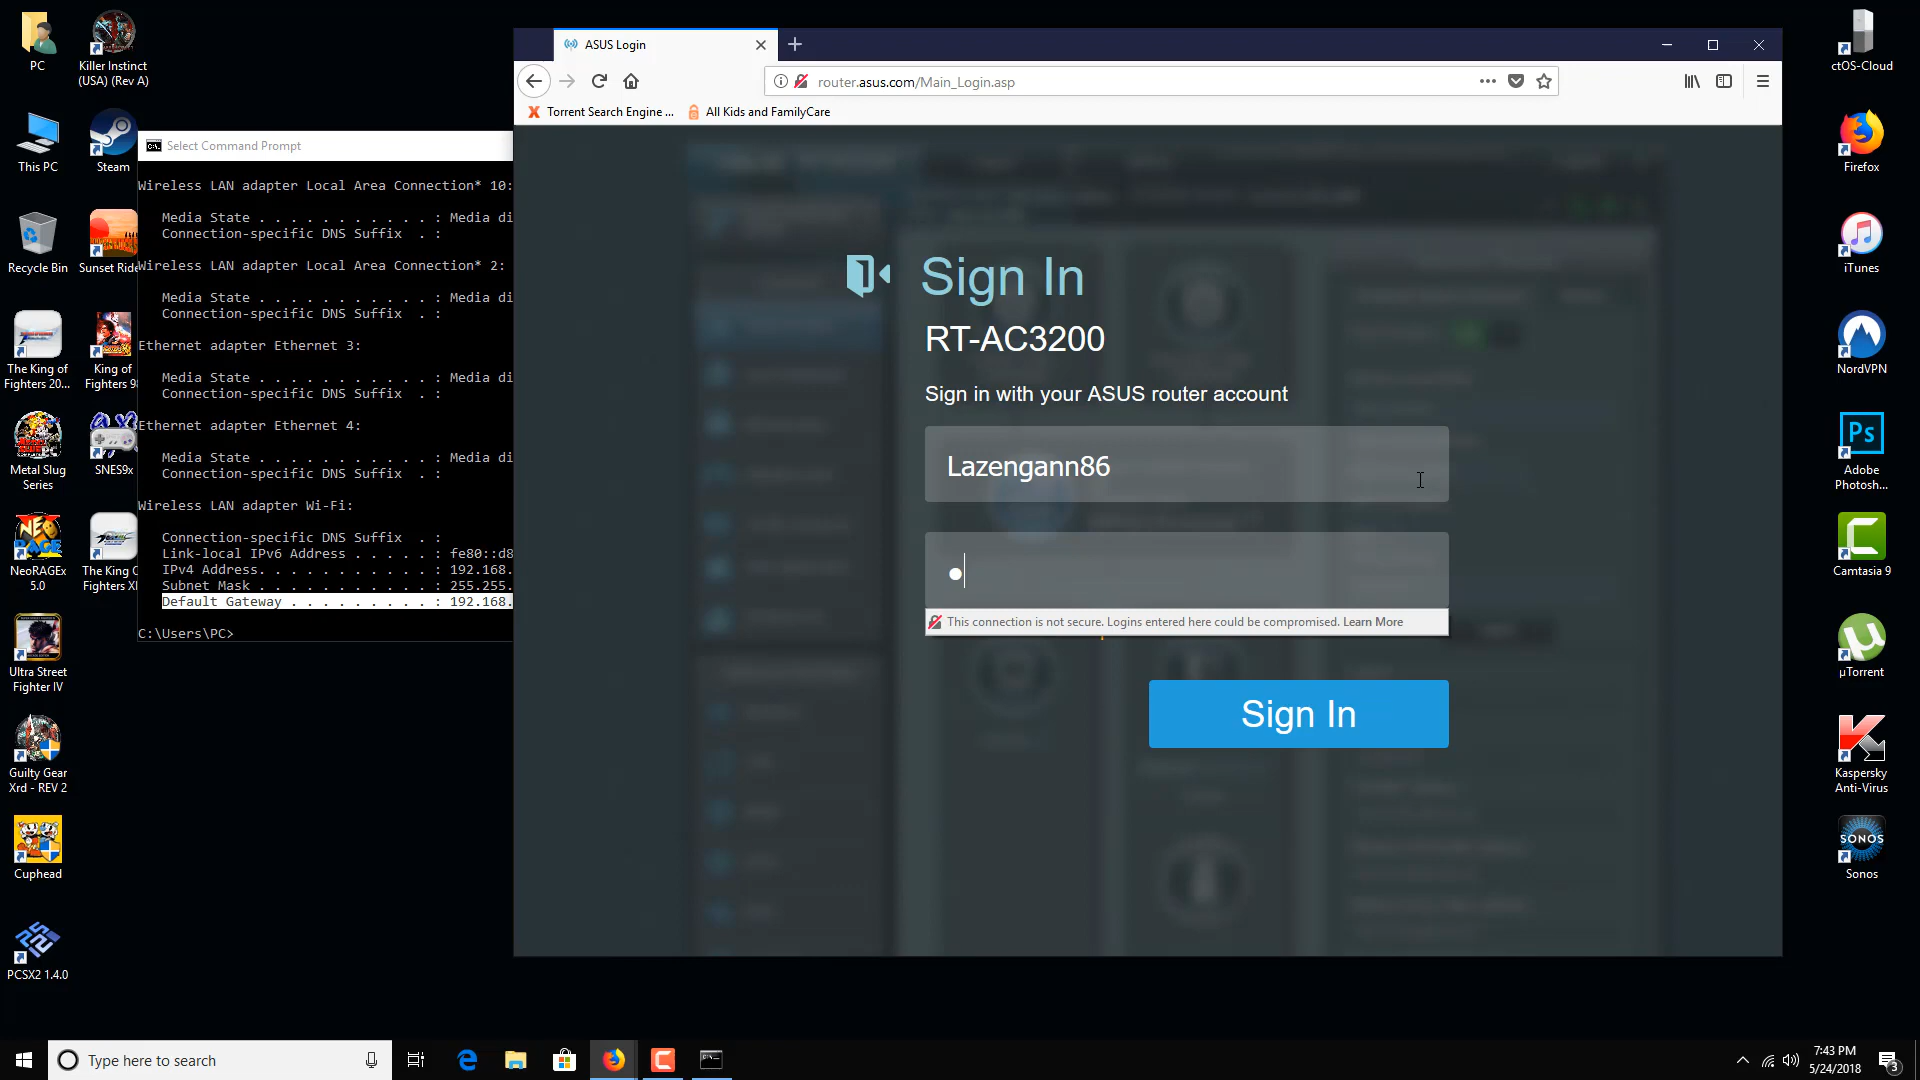 PC
Killer Instinct
(USA) (Rev A)
This PC
Steam
Recycle Bin
Sunset Ride
The King of
Fighters 20...
King of
Fighters 98
Metal Slug
Series
SNES9x
NeoRAGEx
5.0
The King O
Fighters XI
Ultra Street
Fighter IV
Guilty Gear
Xrd - REV 2
Cuphead
PCSX2 1.4.0
Select Command Prompt
Wireless LAN adapter Local Area Connection* 10:
Media State . . . . . . . . . . . : Media di
Connection-specific DNS Suffix  . :
Wireless LAN adapter Local Area Connection* 2:
Media State . . . . . . . . . . . : Media di
Connection-specific DNS Suffix  . :
Ethernet adapter Ethernet 3:
Media State . . . . . . . . . . . : Media di
Connection-specific DNS Suffix  . :
Ethernet adapter Ethernet 4:
Media State . . . . . . . . . . . : Media di
Connection-specific DNS Suffix  . :
Wireless LAN adapter Wi-Fi:
Connection-specific DNS Suffix  . :
Link-local IPv6 Address . . . . . : fe80::d8
IPv4 Address. . . . . . . . . . . : 192.168.
Subnet Mask . . . . . . . . . . . : 255.255.
Default Gateway . . . . . . . . . : 192.168.
C:\Users\PC>
ASUS Login
router.asus.com/Main_Login.asp
Torrent Search Engine ...
All Kids and FamilyCare
Sign In
RT-AC3200
Sign in with your ASUS router account
Lazengann86
This connection is not secure. Logins entered here could be compromised. Learn More
Sign In
ctOS-Cloud
Firefox
iTunes
NordVPN
Ps
Adobe
Photosh...
Camtasia 9
µTorrent
Kaspersky
Anti-Virus
SONOS
Sonos
Type here to search
7:43 PM
5/24/2018
3